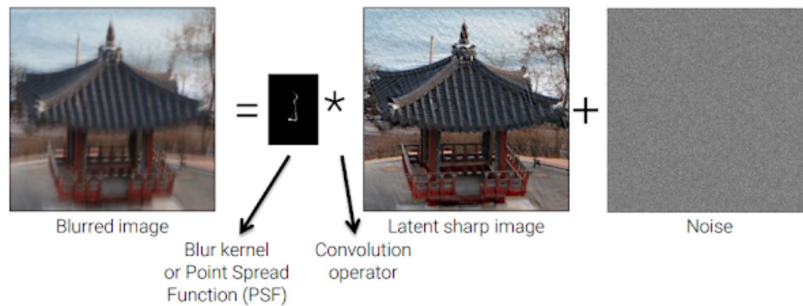 = * +
Blurred image
Latent sharp image
Noise
Blur kernel
or Point Spread
Function (PSF)
Convolution
operator